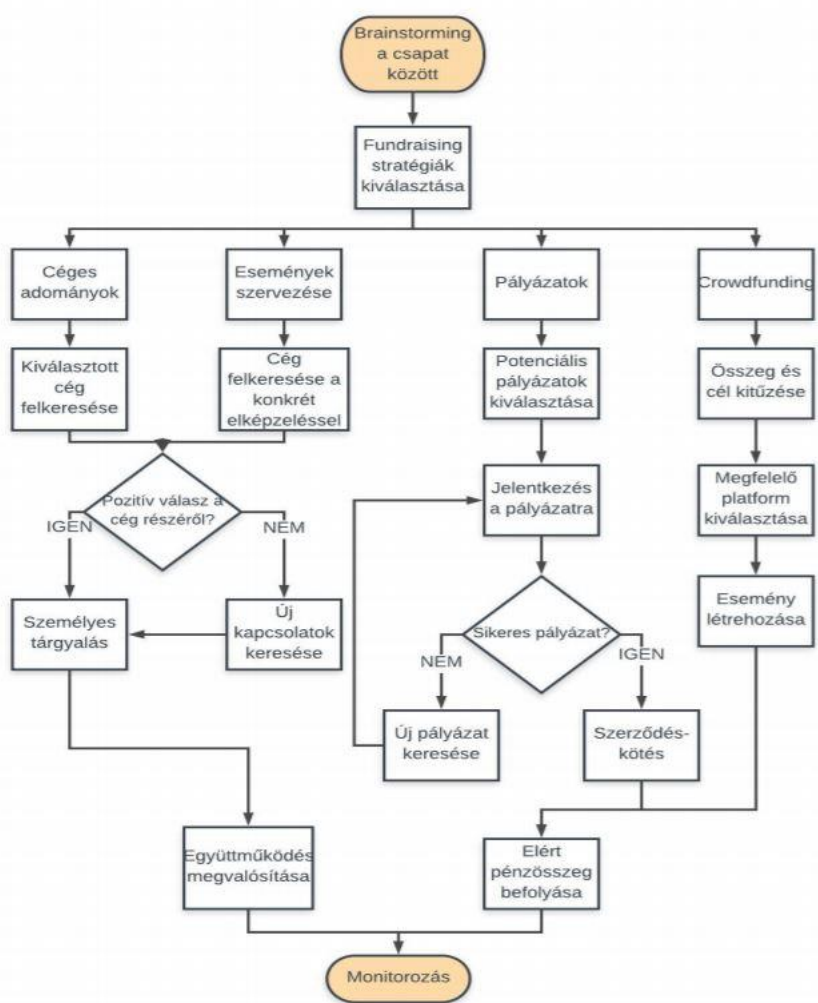 Brainstorming
a csapat
között
Fundraising
stratégiák
kiválasztása
Céges
adományok
Események
szervezése
Pályázatok
Crowdfunding
Kiválasztott
cég
felkeresése
Cég
felkeresése a
konkrét
elképzeléssel
Potenciális
pályázatok
kiválasztása
Összeg és
cél kitűzése
Pozitív válasz a
cég részéről?
IGEN
NEM
Jelentkezés
a pályázatra
Megfelelő
platform
kiválasztása
Személyes
tárgyalás
Új
kapcsolatok
keresése
Sikeres pályázat?
NEM
IGEN
Esemény
létrehozása
Új pályázat
keresése
Szerződés-
kötés
Együttműködés
megvalósítása
Elért
pénzösszeg
befolyása
Monitorozás